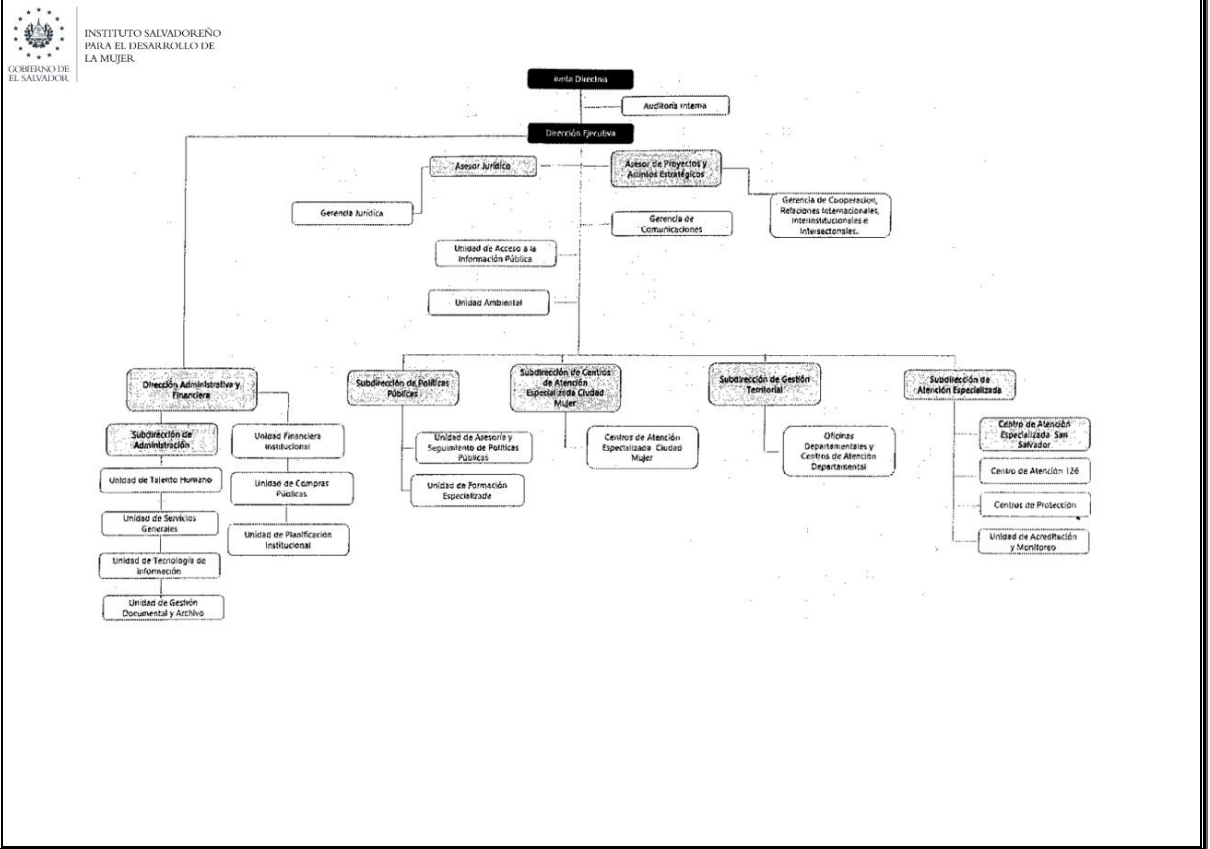 INSTITUTO SALVADOREÑO
PARA EL DESARROLLO DE
LA MUJER
GOBIERNO DE
EL SALVADOR
Junta Directiva
Auditoría Interna
Dirección Ejecutiva
Asesor Jurídico
Asesor de Proyectos y
Asuntos Estratégicos
Gerencia Jurídica
Gerencia de Cooperacion,
Relaciones Internacionales,
Interinstitucionales e
Intersectoriales.
Gerencia de
Comunicaciones
Unidad de Acceso a la
Información Pública
Unidad Ambiental
Dirección Administrativa y
Financiera
Subdirección de Políticas
Públicas
Subdirección de Centros
de Atención
Especializada Ciudad
Mujer
Subdirección de Gestión
Territorial
Subdirección de
Atención Especializada
Subdirección de
Administración
Unidad Financiera
Institucional
Unidad de Asesoría y
Seguimiento de Políticas
Públicas
Centros de Atención
Especializada Ciudad
Mujer
Oficinas
Departamentales y
Centros de Atención
Departamental
Centro de Atención
Especializada San
Salvador
Unidad de Talento Humano
Unidad de Compras
Públicas
Unidad de Formación
Especializada
Centro de Atención 126
Unidad de Servicios
Generales
Unidad de Planificación
Institucional
Centros de Protección
Unidad de Acreditación
y Monitoreo
Unidad de Tecnología de
Información
Unidad de Gestión
Documental y Archivo